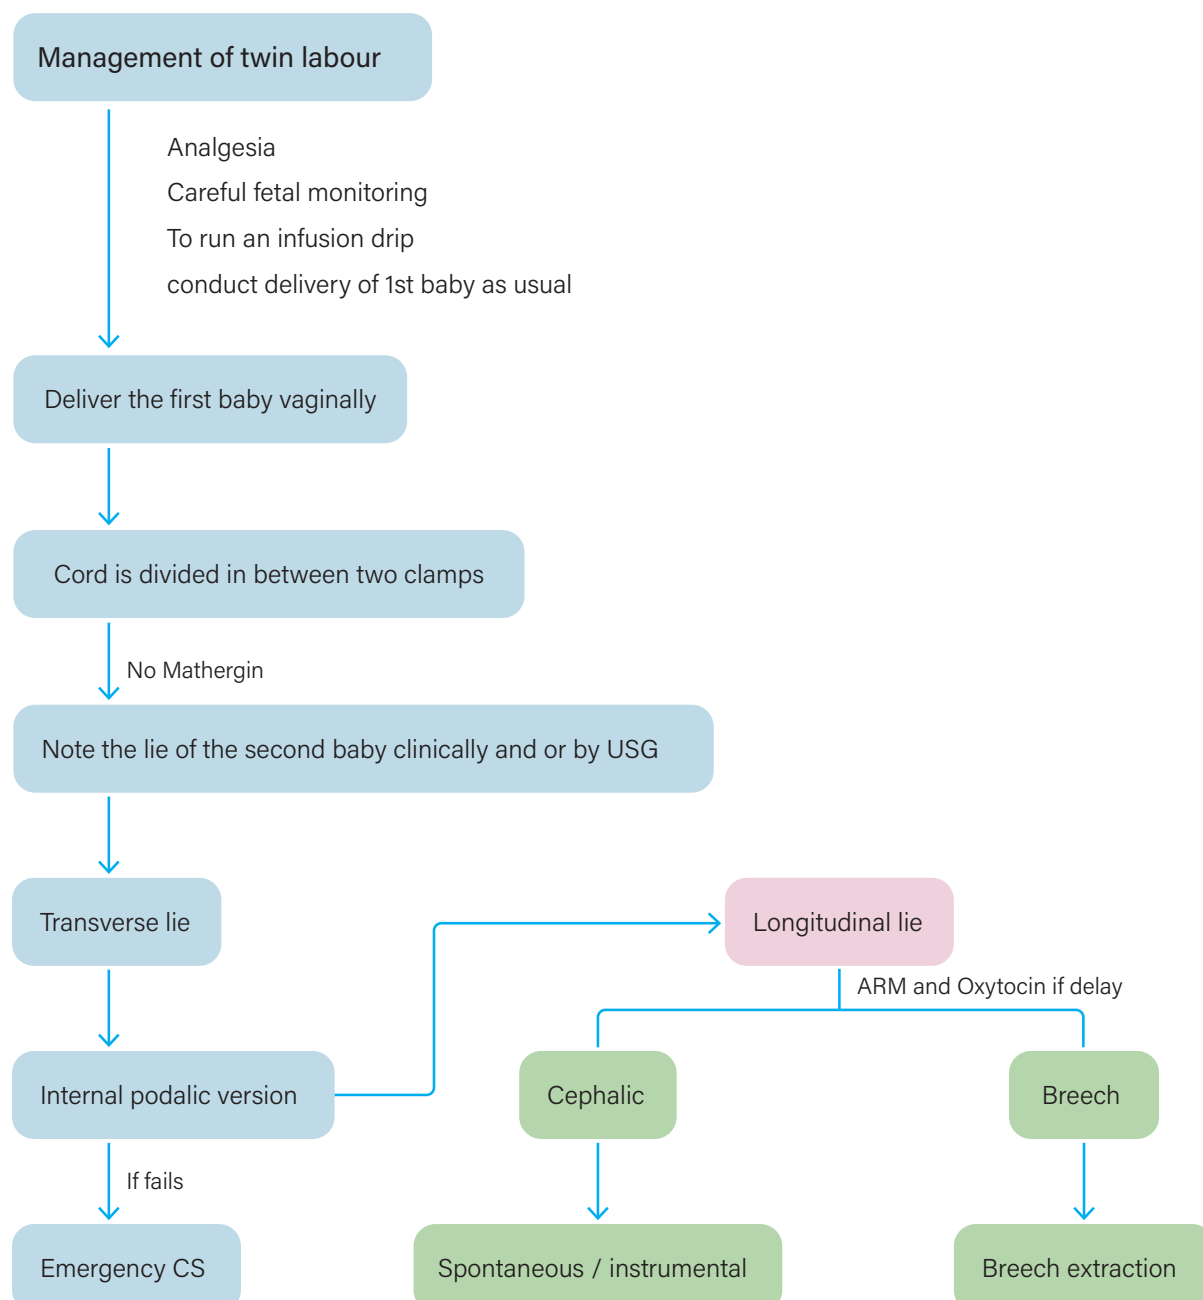 Management of twin labour
Analgesia
Careful fetal monitoring
To run an infusion drip
conduct delivery of 1st baby as usual
Deliver the first baby vaginally
Cord is divided in between two clamps
No Mathergin
Note the lie of the second baby clinically and or by USG
Transverse lie
Longitudinal lie
ARM and Oxytocin if delay
Internal podalic version
Cephalic
Breech
If fails
Emergency CS
Spontaneous / instrumental
Breech extraction